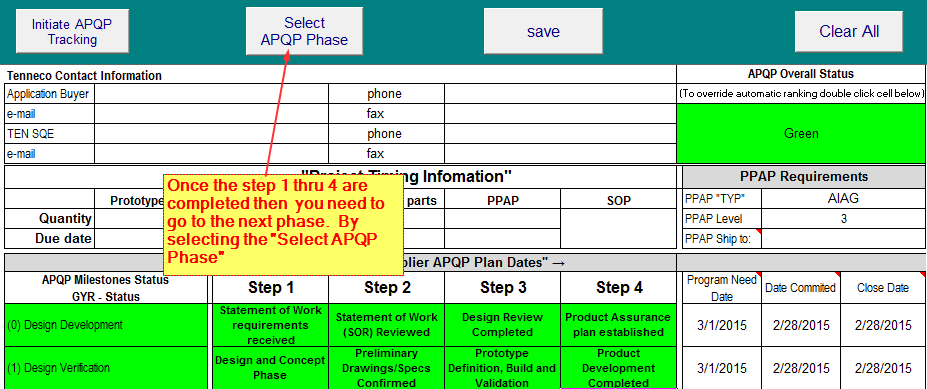 Initiate APQP
Tracking
Select
APQP Phase
save
Clear All
Tenneco Contact Information
APQP Overall Status
Application Buyer
phone
(To override automatic ranking double click cell below)
e-mail
fax
Green
TEN SQE
phone
e-mail
fax
Once the step 1 thru 4 are
completed then you need to
go to the next phase. By
selecting the "Select APQP
Phase"
"Project Timing Infomation"
PPAP Requirements
Prototype
parts
PPAP
SOP
PPAP "TYP"
AIAG
Quantity
PPAP Level
3
Due date
PPAP Ship to:
Plan Dates" →
APQP Milestones Status
GYR - Status
Step 1
Step 2
Step 3
Step 4
Program Need
Date
Date Commited
Close Date
(0) Design Development
Statement of Work
requirements
received
Statement of Work
(SOR) Reviewed
Design Review
Completed
Product Assurance
plan established
3/1/2015
2/28/2015
2/28/2015
(1) Design Verification
Design and Concept
Phase
Preliminary
Drawings/Specs
Confirmed
Prototype
Definition, Build and
Validation
Product
Development
Completed
3/1/2015
2/28/2015
2/28/2015